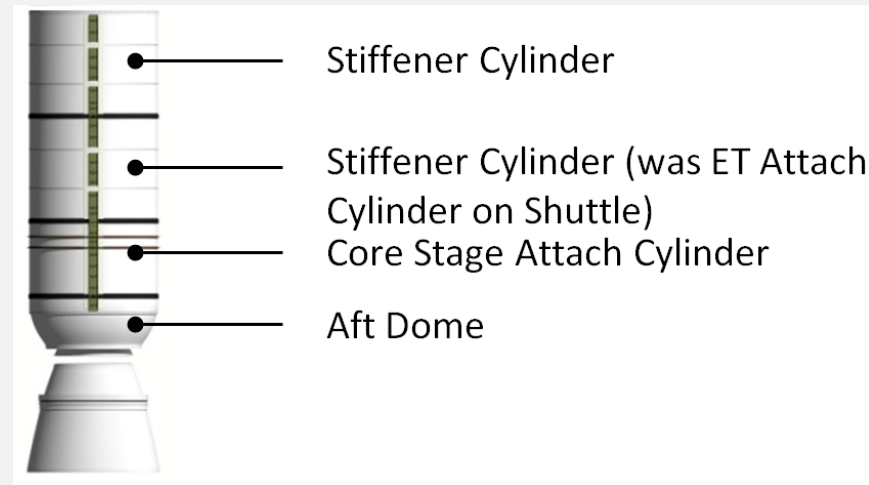 Stiffener Cylinder
Stiffener Cylinder (was ET Attach
Cylinder on Shuttle)
Core Stage Attach Cylinder
Aft Dome